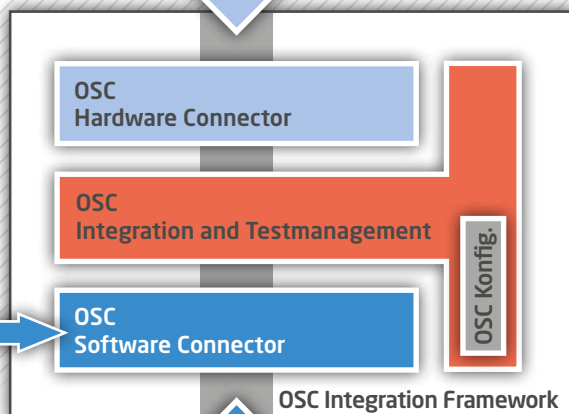 OSC
Hardware Connector
OSC
Integration and Testmanagement
OSC Konfig.
OSC
Software Connector
OSC Integration Framework